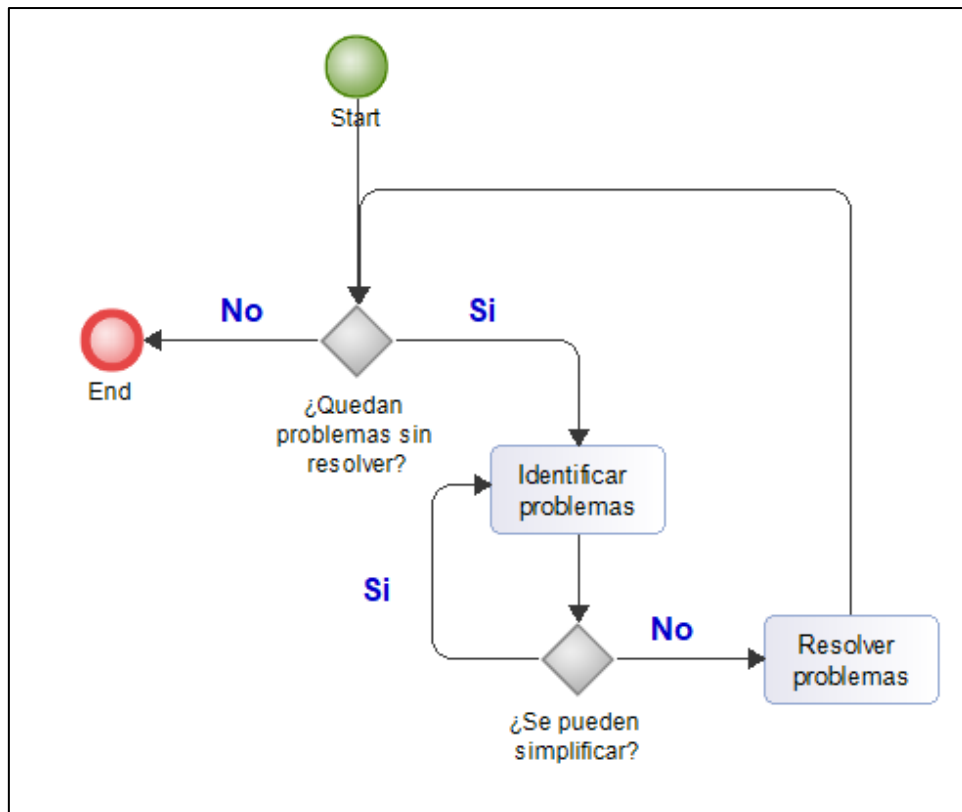 Start
No
Si
End
¿Quedan
problemas sin
resolver?
Identificar
problemas
Si
No
Resolver
problemas
¿Se pueden
simplificar?